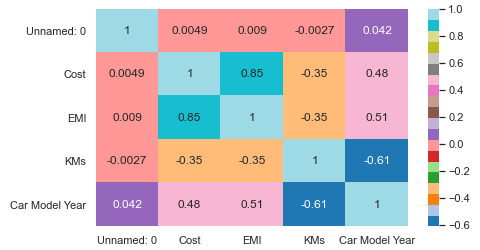 Unnamed: 0 1 0.0049 0.009 -0.0027 0.042
Cost 0.0049 1 0.85 -0.35 0.48
EMI 0.009 0.85 1 -0.35 0.51
KMs -0.0027 -0.35 -0.35 1 -0.61
Car Model Year 0.042 0.48 0.51 -0.61 1
Unnamed: 0 Cost EMI KMs Car Model Year
1.0
0.8
0.6
0.4
0.2
0.0
-0.2
-0.4
-0.6